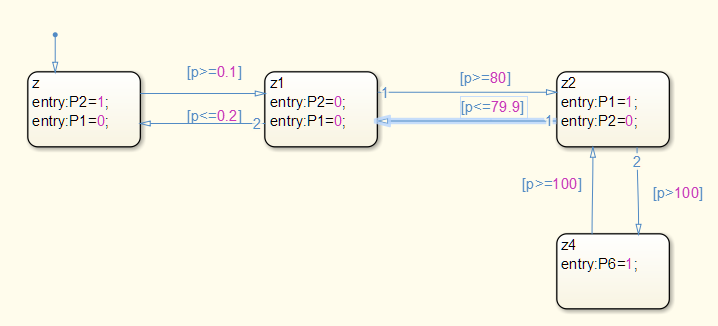 [p>=0.1]
z
entry:P2=1;
entry:P1=0;
z1
entry:P2=0;
entry:P1=0;
[p<=0.2]
2
1
[p>=80]
[p<=79.9]
1
z2
entry:P1=1;
entry:P2=0;
2
[p>=100]
[p>100]
z4
entry:P6=1;